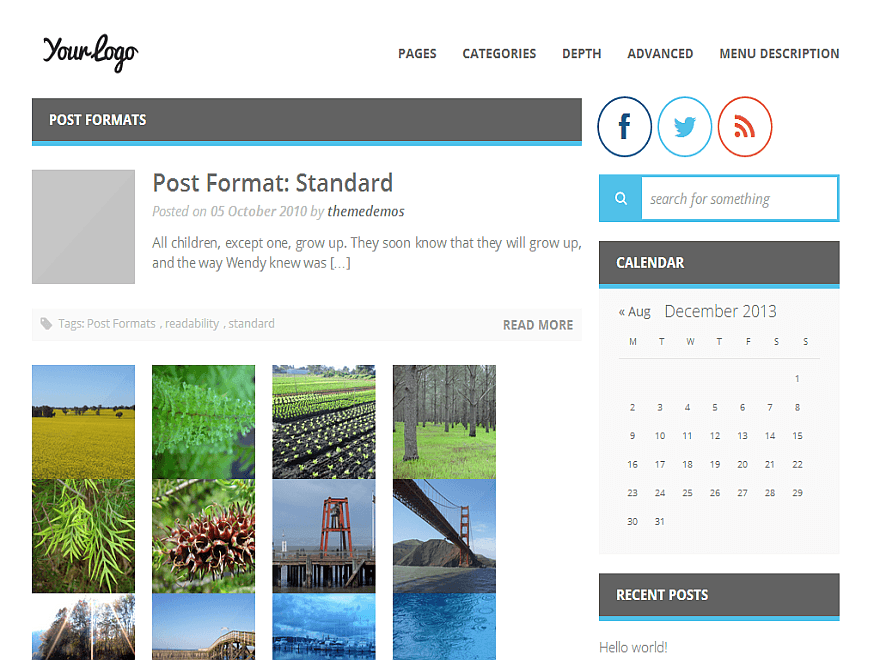 Your Logo
PAGES CATEGORIES DEPTH ADVANCED MENU DESCRIPTION
POST FORMATS
Post Format: Standard
Posted on 05 October 2010 by themedemos
All children, except one, grow up. They soon know that they will grow up,
and the way Wendy knew was [...]
Tags: Post Formats , readability , standard
READ MORE
f
search for something
CALENDAR
« Aug December 2013
M T W T F S S
1
2 3 4 5 6 7 8
9 10 11 12 13 14 15
16 17 18 19 20 21 22
23 24 25 26 27 28 29
30 31
RECENT POSTS
Hello world!